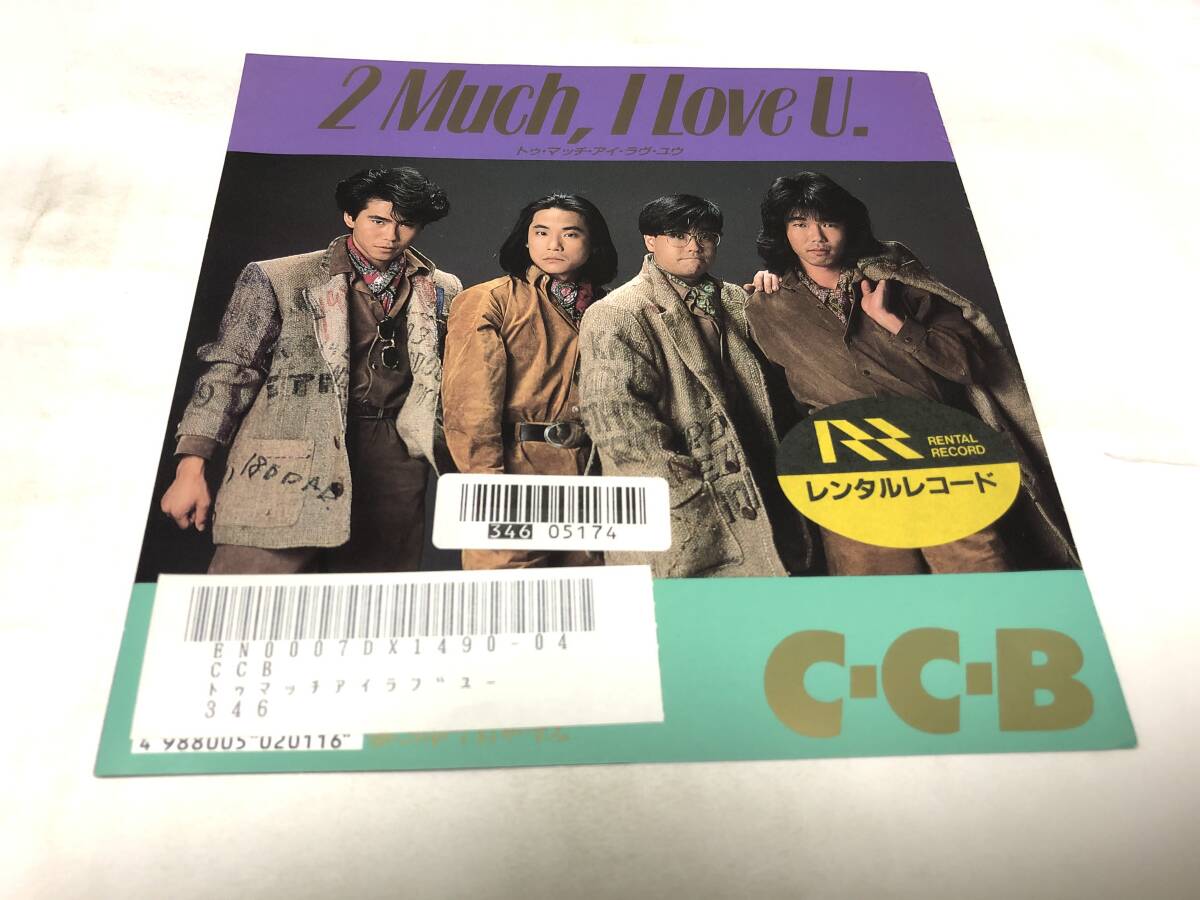 2 Much, I Love U.
トゥ・マッチ・アイ・ラヴ・ユウ
RENTAL
RECORD
レンタルレコード
346 05174
EN0007DX1490-04
CCB
トゥマッチアイラブユー
346
4 988005 020116
C-C-B